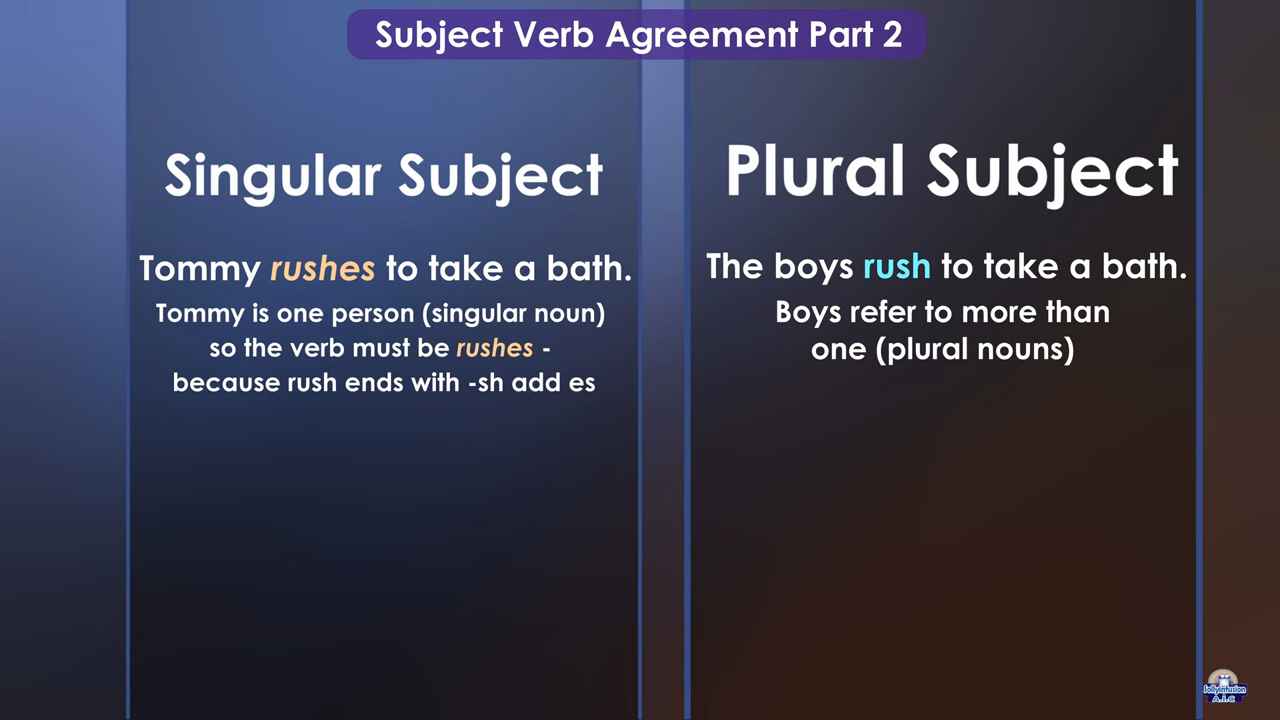 Subject Verb Agreement Part 2
Singular Subject
Tommy rushes to take a bath.
Tommy is one person (singular noun)
so the verb must be rushes -
because rush ends with -sh add es
Plural Subject
The boys rush to take a bath.
Boys refer to more than
one (plural nouns)
A.I.C